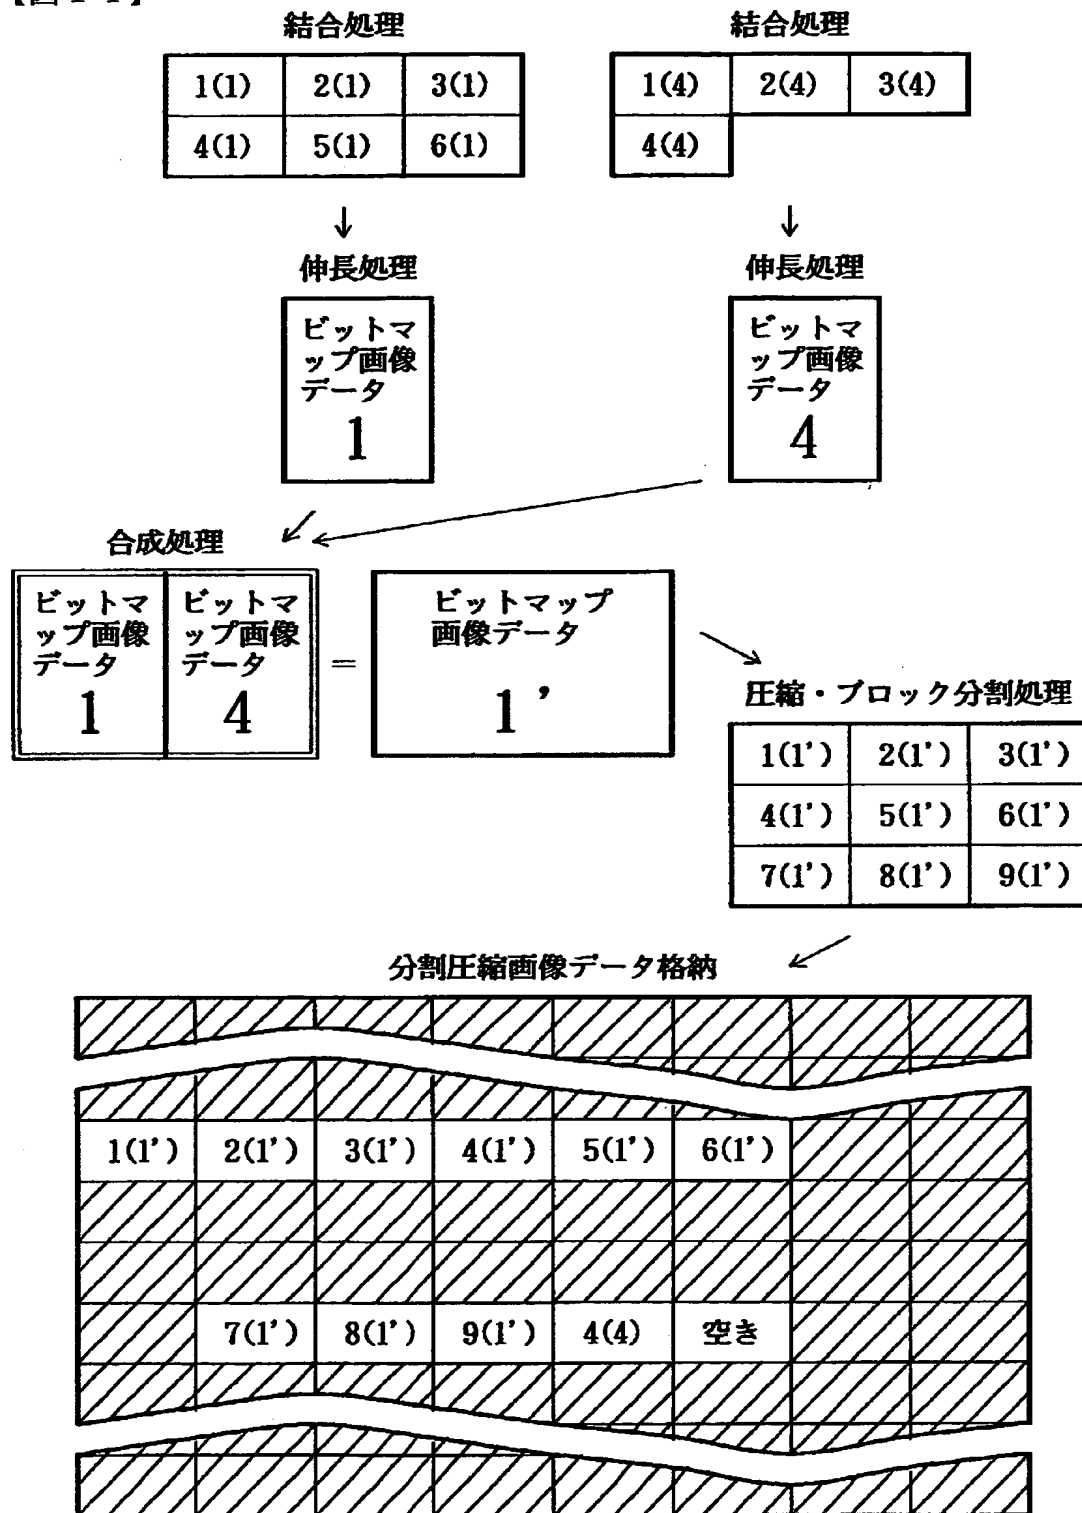 結合処理 結合処理
1(1) 2(1) 3(1) 1(4) 2(4) 3(4)
4(1) 5(1) 6(1) 4(4)
↓ ↓
伸長処理 伸長処理
ビットマ
ップ画像
データ
1
ビットマ
ップ画像
データ
4
合成処理
ビットマ
ップ画像
データ
1
ビットマ
ップ画像
データ
4
=
ビットマップ
画像データ
1'
圧縮・ブロック分割処理
1(1') 2(1') 3(1')
4(1') 5(1') 6(1')
7(1') 8(1') 9(1')
分割圧縮画像データ格納
1(1') 2(1') 3(1') 4(1') 5(1') 6(1')
7(1') 8(1') 9(1') 4(4) 空き